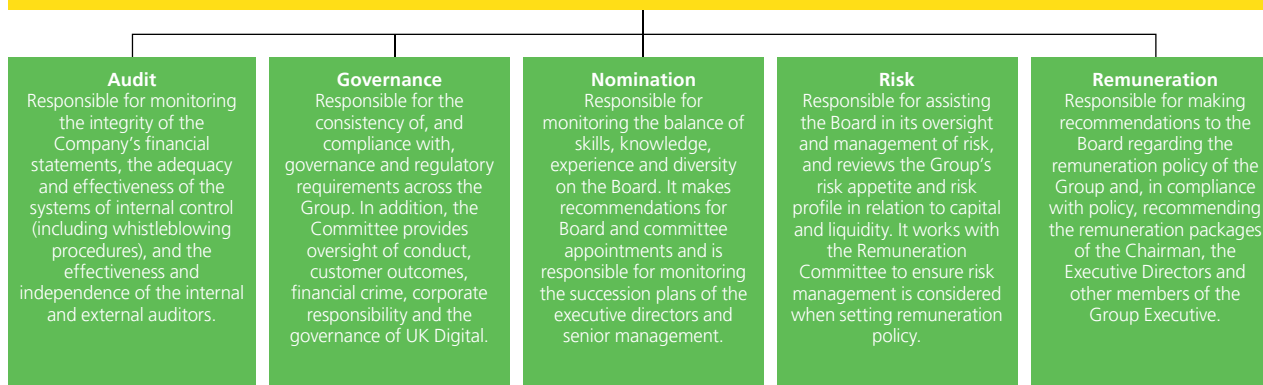 Audit
Responsible for monitoring
the integrity of the
Company's financial
statements, the adequacy
and effectiveness of the
systems of internal control
(including whistleblowing
procedures), and the
effectiveness and
independence of the internal
and external auditors.
Governance
Responsible for the
consistency of, and
compliance with,
governance and regulatory
requirements across the
Group. In addition, the
Committee provides
oversight of conduct,
customer outcomes,
financial crime, corporate
responsibility and the
governance of UK Digital.
Nomination
Responsible for
monitoring the balance of
skills, knowledge,
experience and diversity
on the Board. It makes
recommendations for
Board and committee
appointments and is
responsible for monitoring
the succession plans of the
executive directors and
senior management.
Risk
Responsible for assisting
the Board in its oversight
and management of risk,
and reviews the Group's
risk appetite and risk
profile in relation to capital
and liquidity. It works with
the Remuneration
Committee to ensure risk
management is considered
when setting remuneration
policy.
Remuneration
Responsible for making
recommendations to the
Board regarding the
remuneration policy of the
Group and, in compliance
with policy, recommending
the remuneration packages
of the Chairman, the
Executive Directors and
other members of the
Group Executive.